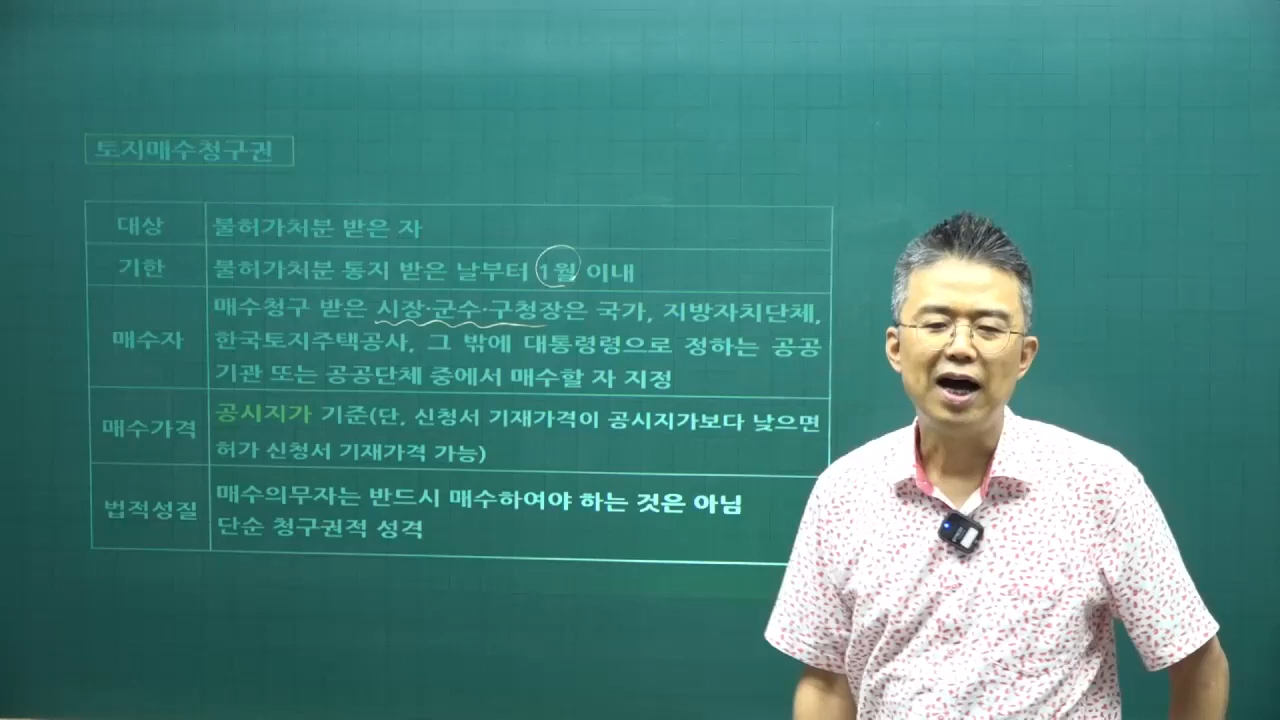 토지매수청구권
대상 불허가처분 받은 자
기한 불허가처분 통지 받은 날부터 1월 이내
매수자 매수청구 받은 시장·군수·구청장은 국가, 지방자치단체,
한국토지주택공사, 그 밖에 대통령령으로 정하는 공공
기관 또는 공공단체 중에서 매수할 자 지정
매수가격 공시지가 기준(단, 신청서 기재가격이 공시지가보다 낮으면
허가 신청서 기재가격 가능)
법적성질 매수의무자는 반드시 매수하여야 하는 것은 아님
단순 청구권적 성격